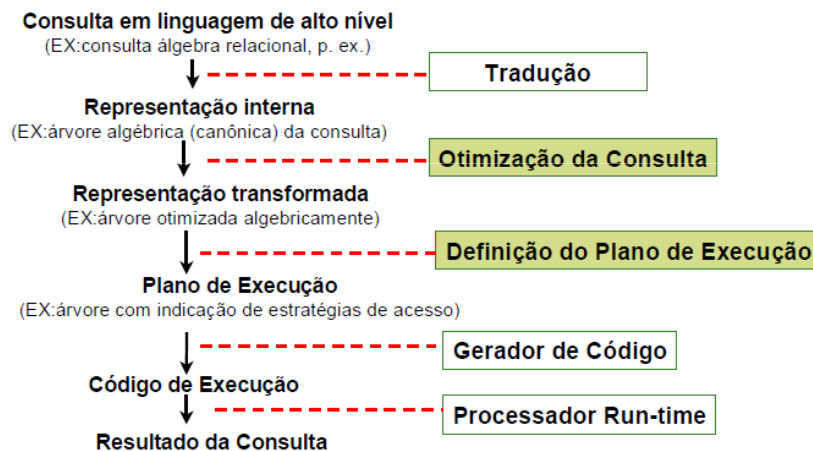 Consulta em linguagem de alto nível
(EX:consulta álgebra relacional, p. ex.)
Tradução
Representação interna
(EX:árvore algébrica (canônica) da consulta)
Otimização da Consulta
Representação transformada
(EX:árvore otimizada algebricamente)
Definição do Plano de Execução
Plano de Execução
(EX:árvore com indicação de estratégias de acesso)
Gerador de Código
Código de Execução
Processador Run-time
Resultado da Consulta